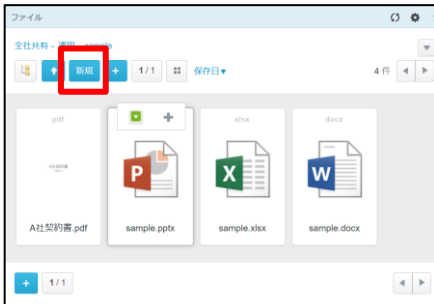 ファイル
全社共有 › 運用 › sample
新規
+
1 / 1
保存日▼
4 件
pdf
xlsx
docx
P
X
W
A社契約書.pdf
sample.pptx
sample.xlsx
sample.docx
+
1 / 1